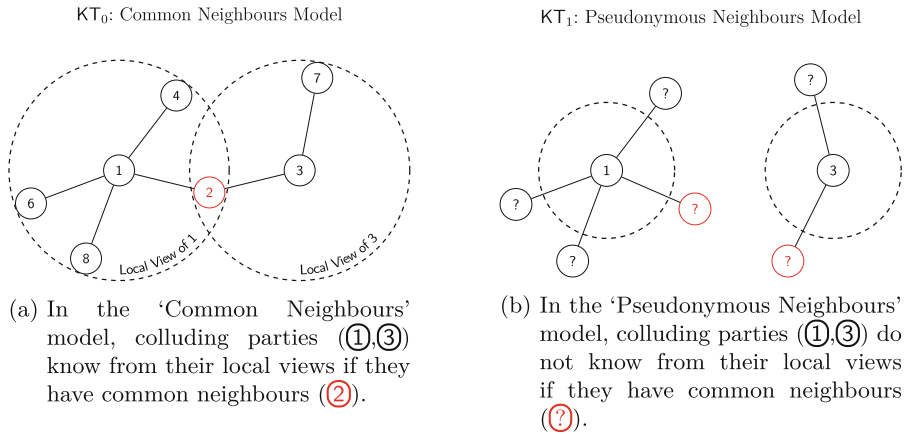 KT0: Common Neighbours Model
4
7
1
3
2
6
8
Local View of 1
Local View of 3
(a) In the ‘Common Neighbours’
model, colluding parties (1,3)
know from their local views if they
have common neighbours (2).
KT1: Pseudonymous Neighbours Model
?
?
1
3
?
?
?
?
(b) In the ‘Pseudonymous Neighbours’
model, colluding parties (1,3) do
not know from their local views
if they have common neighbours
(?).